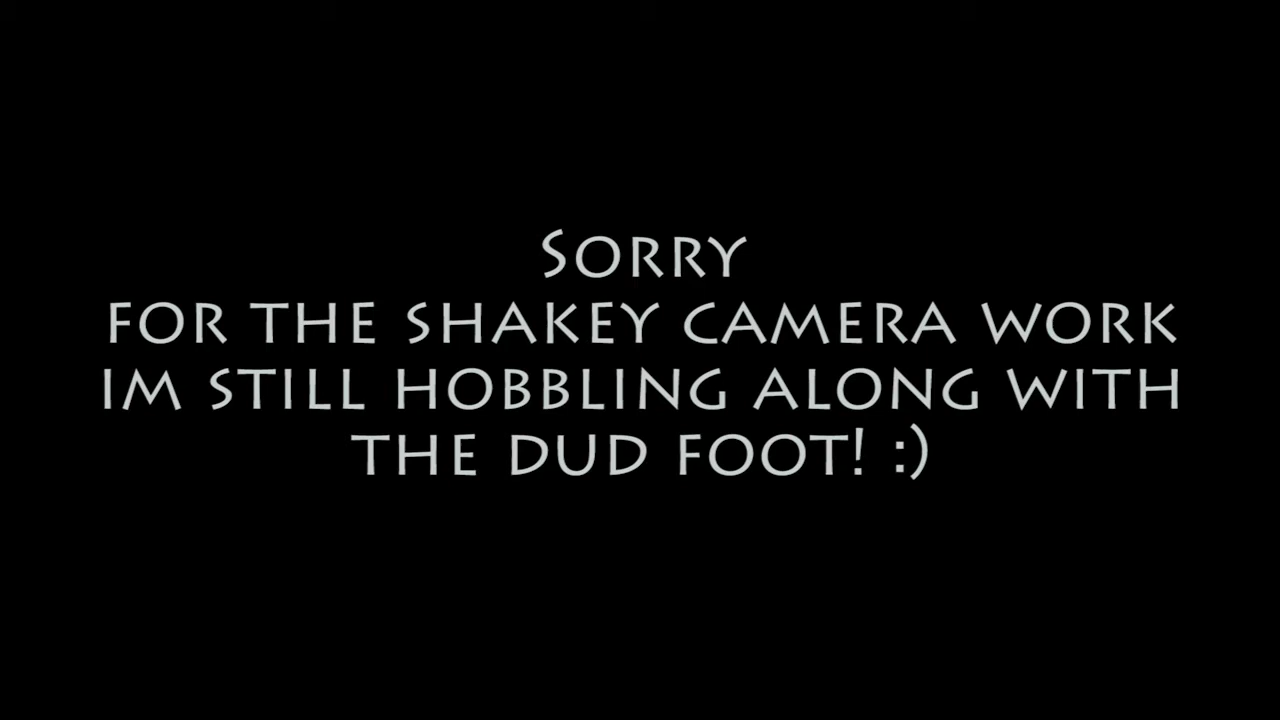 SORRY
FOR THE SHAKEY CAMERA WORK
IM STILL HOBBLING ALONG WITH
THE DUD FOOT! :)